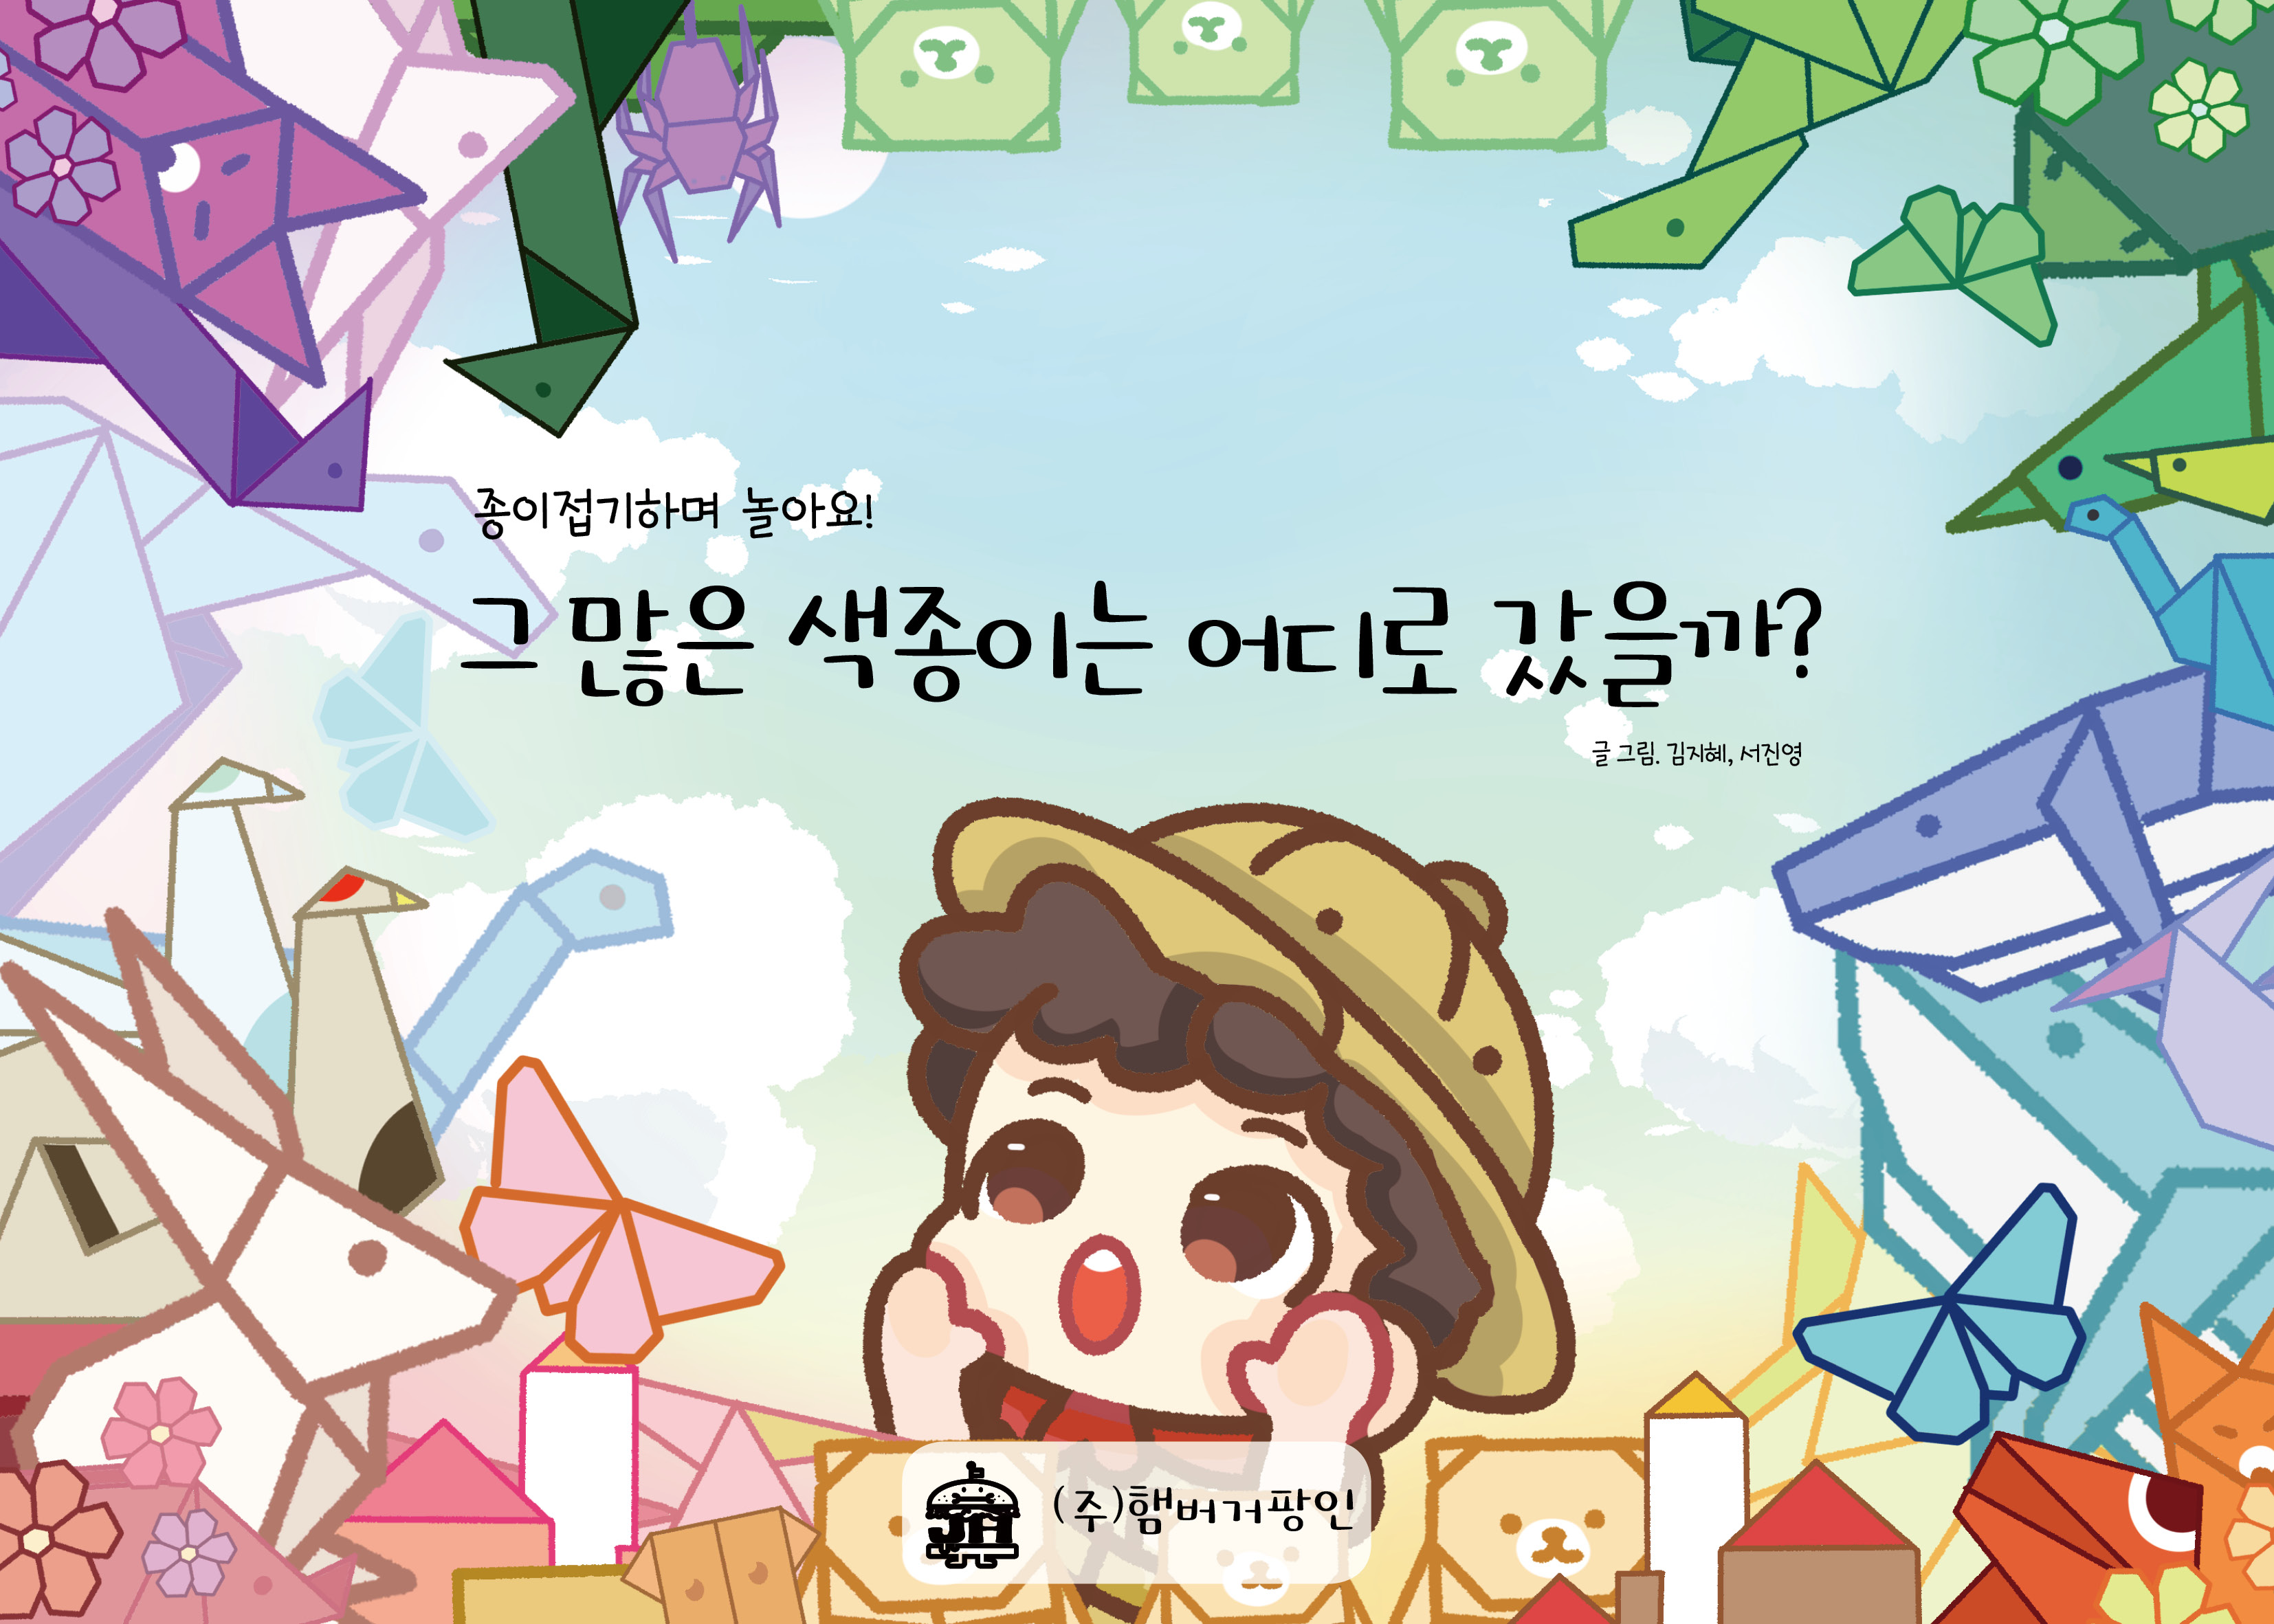 종이접기하며 놀아요!
그 많은 색종이는 어디로 갔을까?
글 그림. 김지혜, 서진영
(주)햄버거팡인